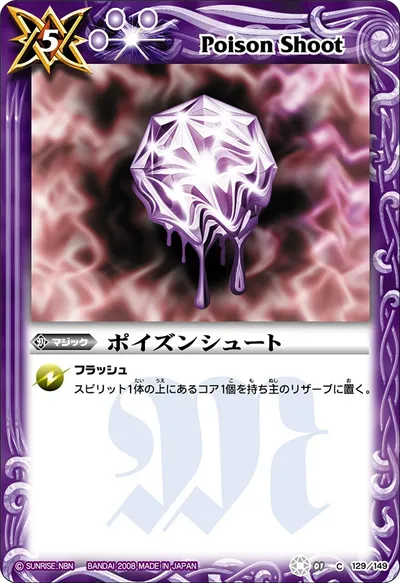 5
Poison Shoot
マジック
ポイズンシュート
フラッシュ
スピリット1体の上にあるコア1個を持ち主のリザーブに置く。
© SUNRISE.NBN BANDAI 2008 MADE IN JAPAN 01 C 129/149